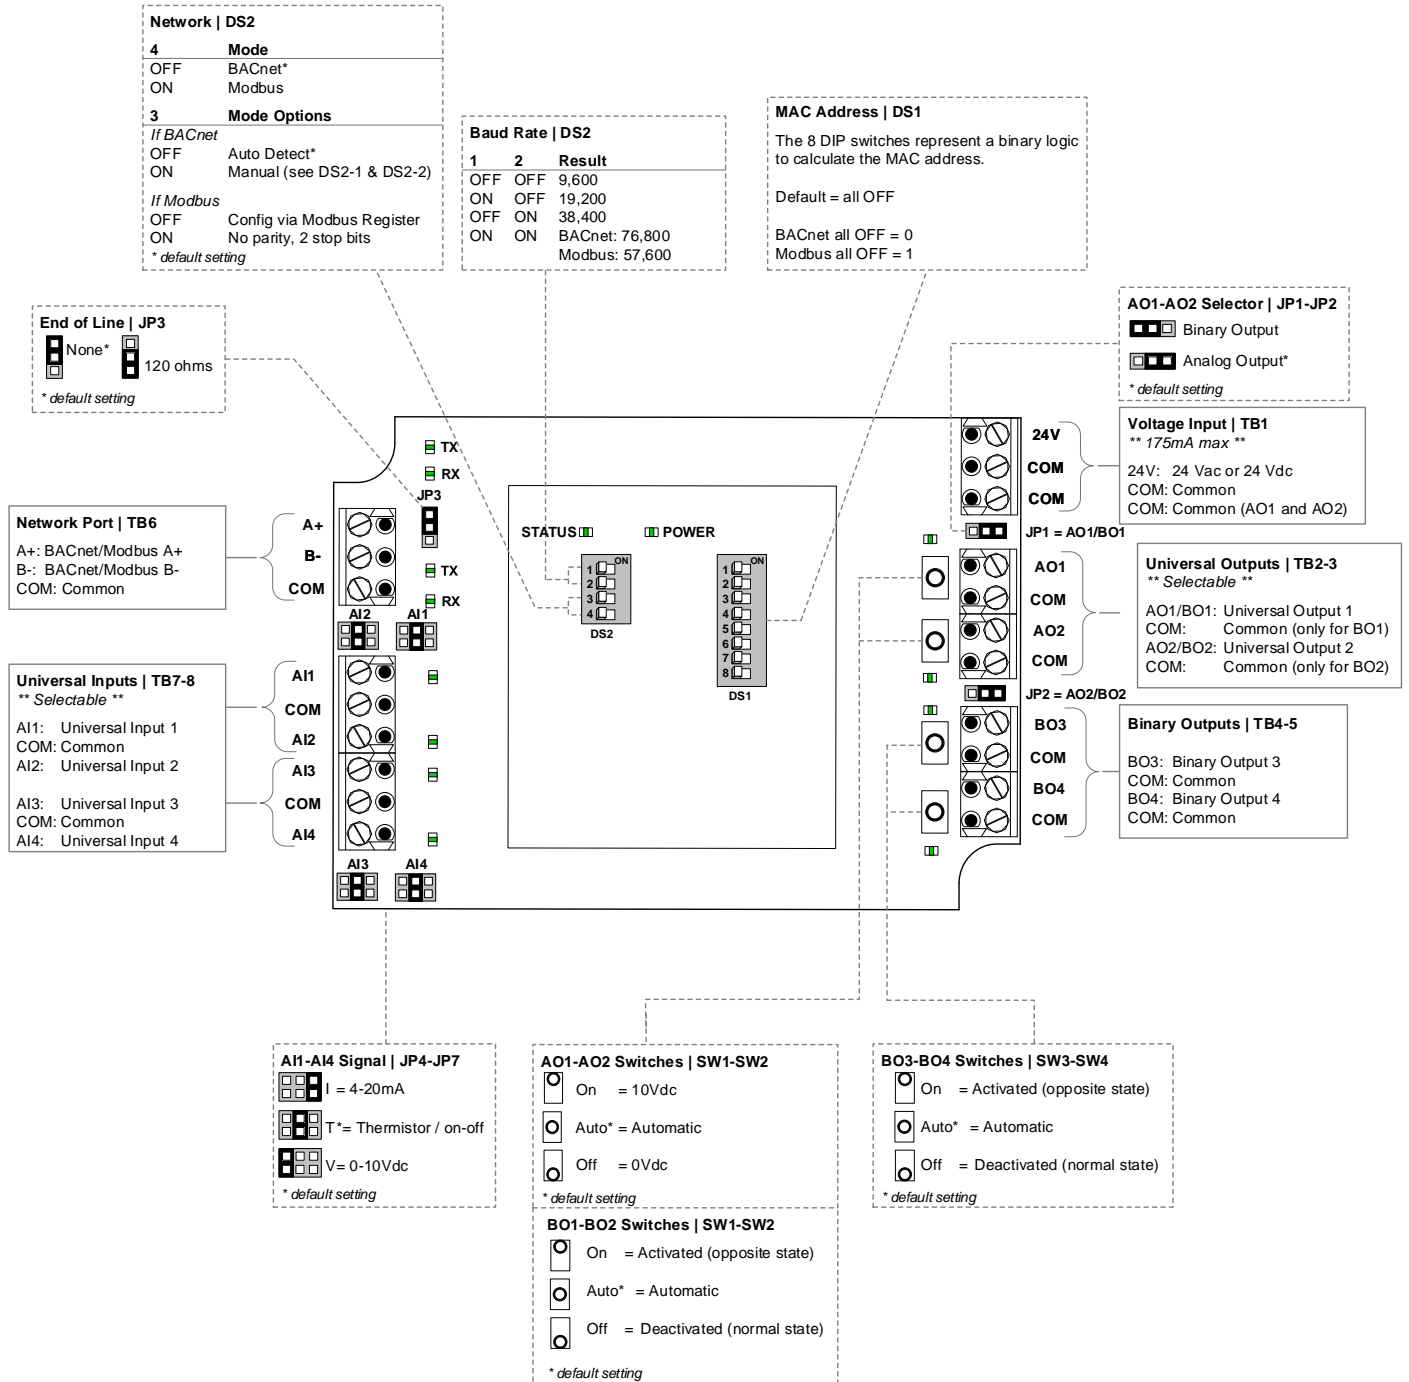 Network | DS2
4 Mode
OFF BACnet*
ON Modbus
3 Mode Options
If BACnet
OFF Auto Detect*
ON Manual (see DS2-1 & DS2-2)
If Modbus
OFF Config via Modbus Register
ON No parity, 2 stop bits
* default setting
Baud Rate | DS2
1 2 Result
OFF OFF 9,600
ON OFF 19,200
OFF ON 38,400
ON ON BACnet: 76,800
Modbus: 57,600
MAC Address | DS1
The 8 DIP switches represent a binary logic
to calculate the MAC address.
Default = all OFF
BACnet all OFF = 0
Modbus all OFF = 1
End of Line | JP3
None*
120 ohms
* default setting
AO1-AO2 Selector | JP1-JP2
Binary Output
Analog Output*
* default setting
Voltage Input | TB1
** 175mA max **
24V: 24 Vac or 24 Vdc
COM: Common
COM: Common (AO1 and AO2)
Network Port | TB6
A+: BACnet/Modbus A+
B-: BACnet/Modbus B-
COM: Common
Universal Outputs | TB2-3
** Selectable **
AO1/BO1: Universal Output 1
COM: Common (only for BO1)
AO2/BO2: Universal Output 2
COM: Common (only for BO2)
Universal Inputs | TB7-8
** Selectable **
AI1: Universal Input 1
COM: Common
AI2: Universal Input 2
AI3: Universal Input 3
COM: Common
AI4: Universal Input 4
Binary Outputs | TB4-5
BO3: Binary Output 3
COM: Common
BO4: Binary Output 4
COM: Common
TX
RX
JP3
A+
B-
COM
TX
RX
AI2 AI1
AI1
COM
AI2
AI3
COM
AI4
AI3 AI4
STATUS POWER
ON
1
2
3
4
DS2
ON
1
2
3
4
5
6
7
8
DS1
24V
COM
COM
JP1 = AO1/BO1
AO1
COM
AO2
COM
JP2 = AO2/BO2
BO3
COM
BO4
COM
AI1-AI4 Signal | JP4-JP7
I = 4-20mA
T*= Thermistor / on-off
V= 0-10Vdc
* default setting
AO1-AO2 Switches | SW1-SW2
On = 10Vdc
Auto* = Automatic
Off = 0Vdc
* default setting
BO1-BO2 Switches | SW1-SW2
On = Activated (opposite state)
Auto* = Automatic
Off = Deactivated (normal state)
* default setting
BO3-BO4 Switches | SW3-SW4
On = Activated (opposite state)
Auto* = Automatic
Off = Deactivated (normal state)
* default setting